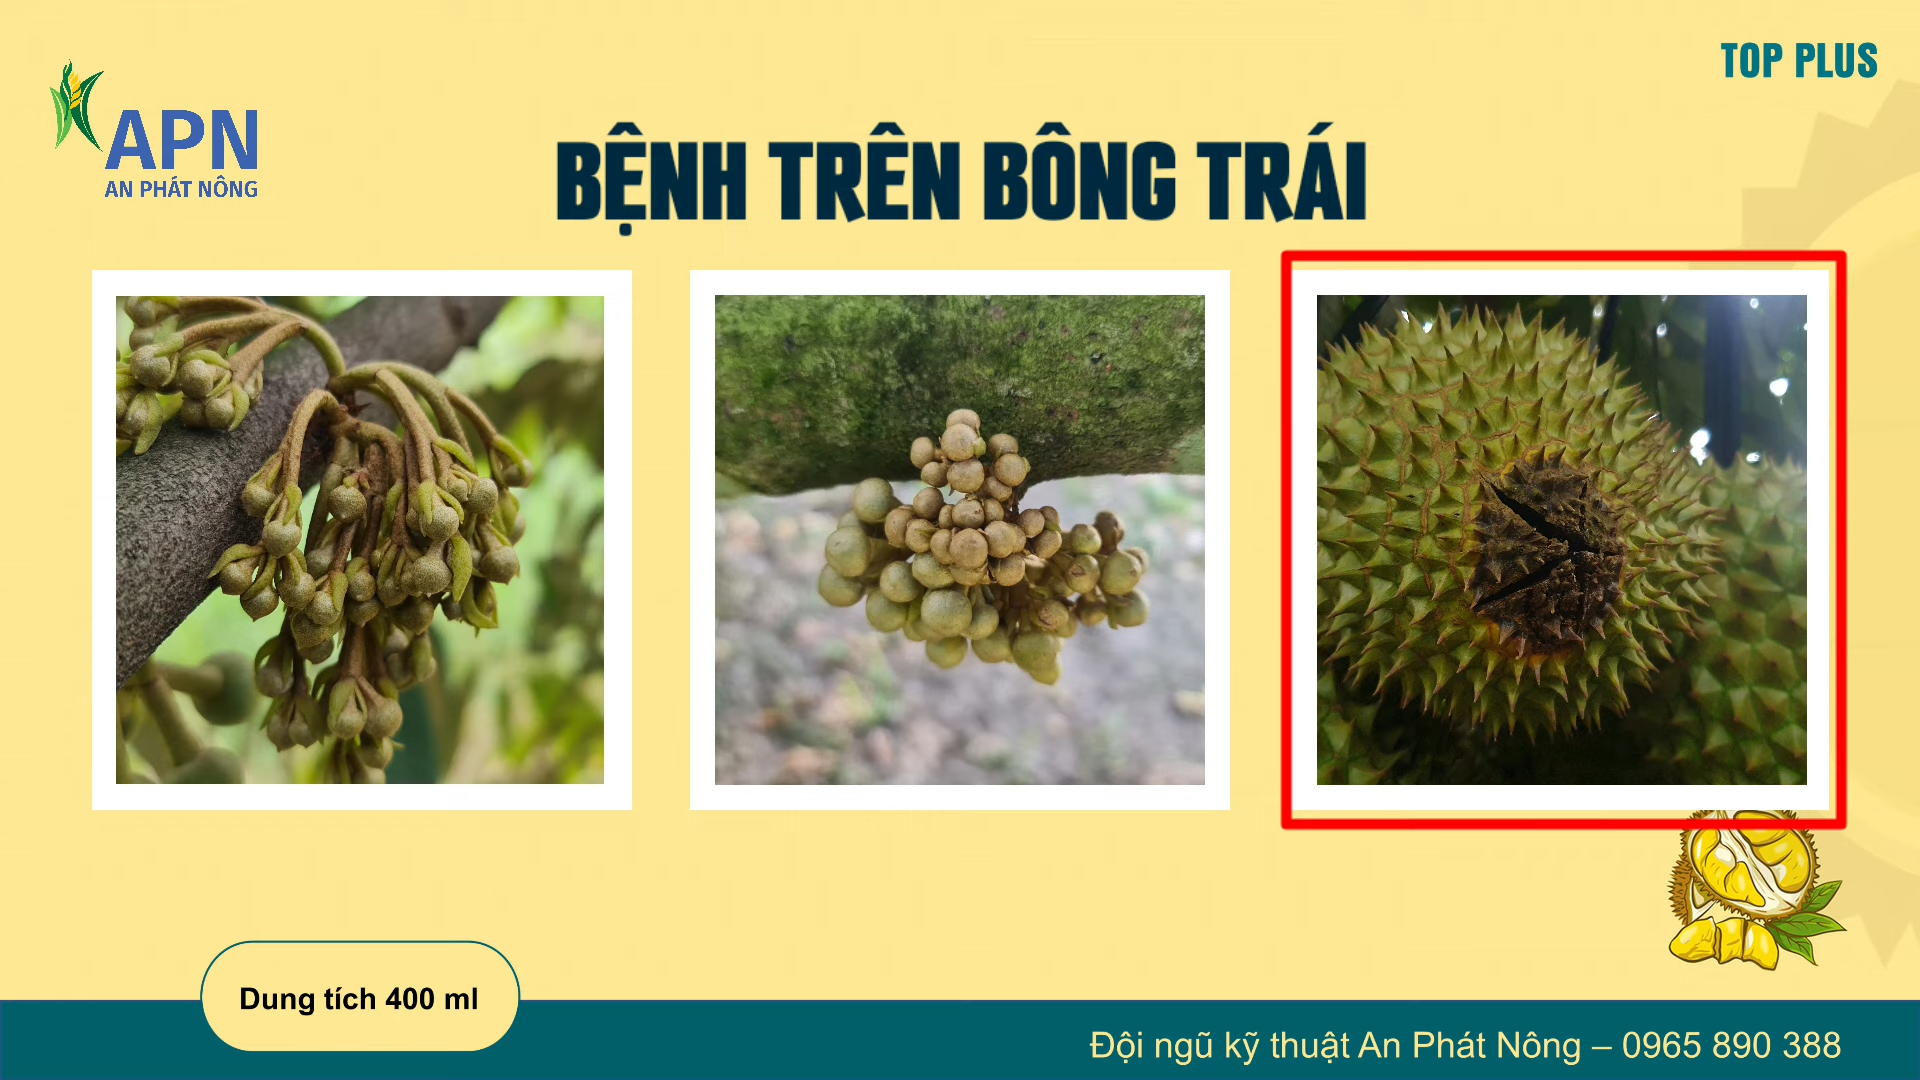 TOP PLUS
APN
AN PHÁT NÔNG
BỆNH TRÊN BÔNG TRÁI
Dung tích 400 ml
Đội ngũ kỹ thuật An Phát Nông – 0965 890 388